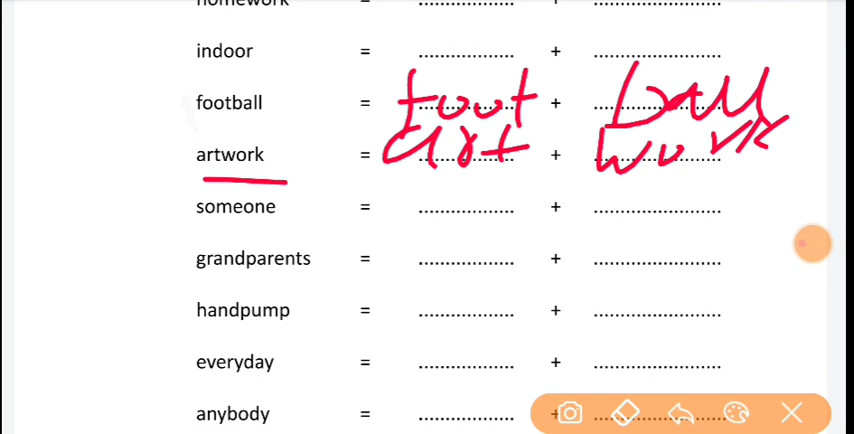 homework = .................... + ........................
indoor = .................... + ........................
football = foot + ball
artwork = art + work
someone = .................... + ........................
grandparents = .................... + ........................
handpump = .................... + ........................
everyday = .................... + ........................
anybody = .................... + ........................